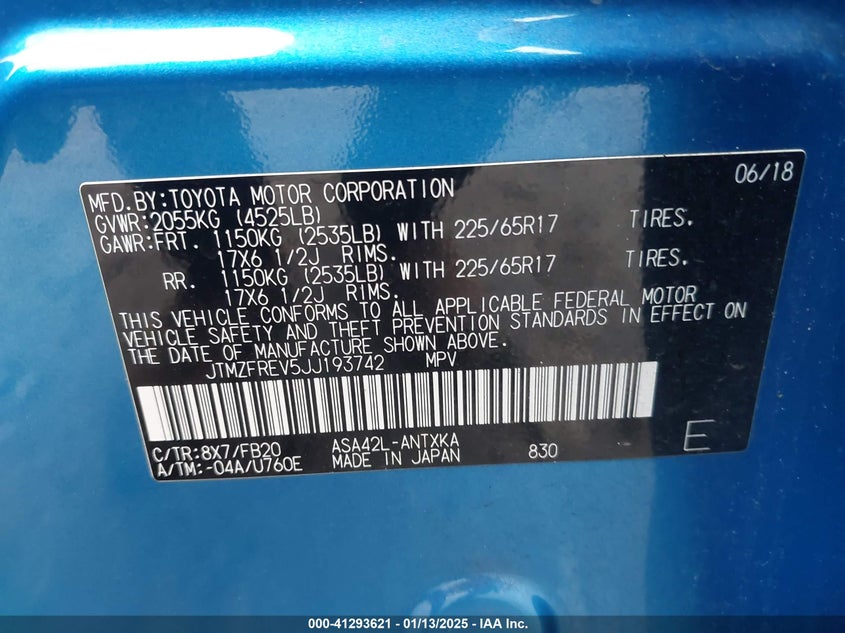 06/18
MFD.BY:TOYOTA MOTOR CORPORATION
GVWR:2055KG (4525LB)
GAWR:FRT. 1150KG (2535LB) WITH 225/65R17 TIRES.
17X6 1/2J RIMS.
RR. 1150KG (2535LB) WITH 225/65R17 TIRES.
17X6 1/2J RIMS.
THIS VEHICLE CONFORMS TO ALL APPLICABLE FEDERAL MOTOR
VEHICLE SAFETY AND THEFT PREVENTION STANDARDS IN EFFECT ON
THE DATE OF MANUFACTURE SHOWN ABOVE.
JTMZFREV5JJ193742 MPV
C/TR:8X7/FB20 ASA42L-ANTXKA
A/TM:-04A/U760E MADE IN JAPAN 830 E
000-41293621 | 01/13/2025 | IAA Inc.